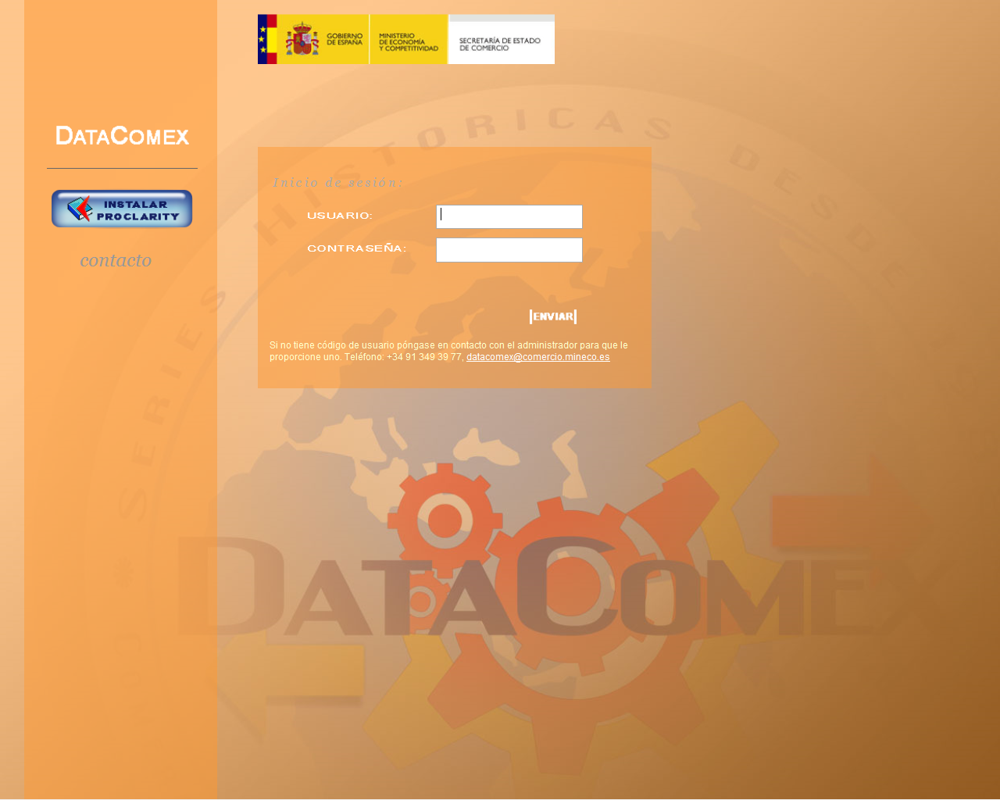 GOBIERNO
DE ESPAÑA
MINISTERIO
DE ECONOMÍA
Y COMPETITIVIDAD
SECRETARÍA DE ESTADO
DE COMERCIO
DATACOMEX
INSTALAR
PROCLARITY
contacto
Inicio de sesión:
USUARIO:
CONTRASEÑA:
ENVIAR
Si no tiene código de usuario póngase en contacto con el administrador para que le
proporcione uno. Teléfono: +34 91 349 39 77, datacomex@comercio.mineco.es
SERIES HISTORICAS DESDE
DATACOMEX